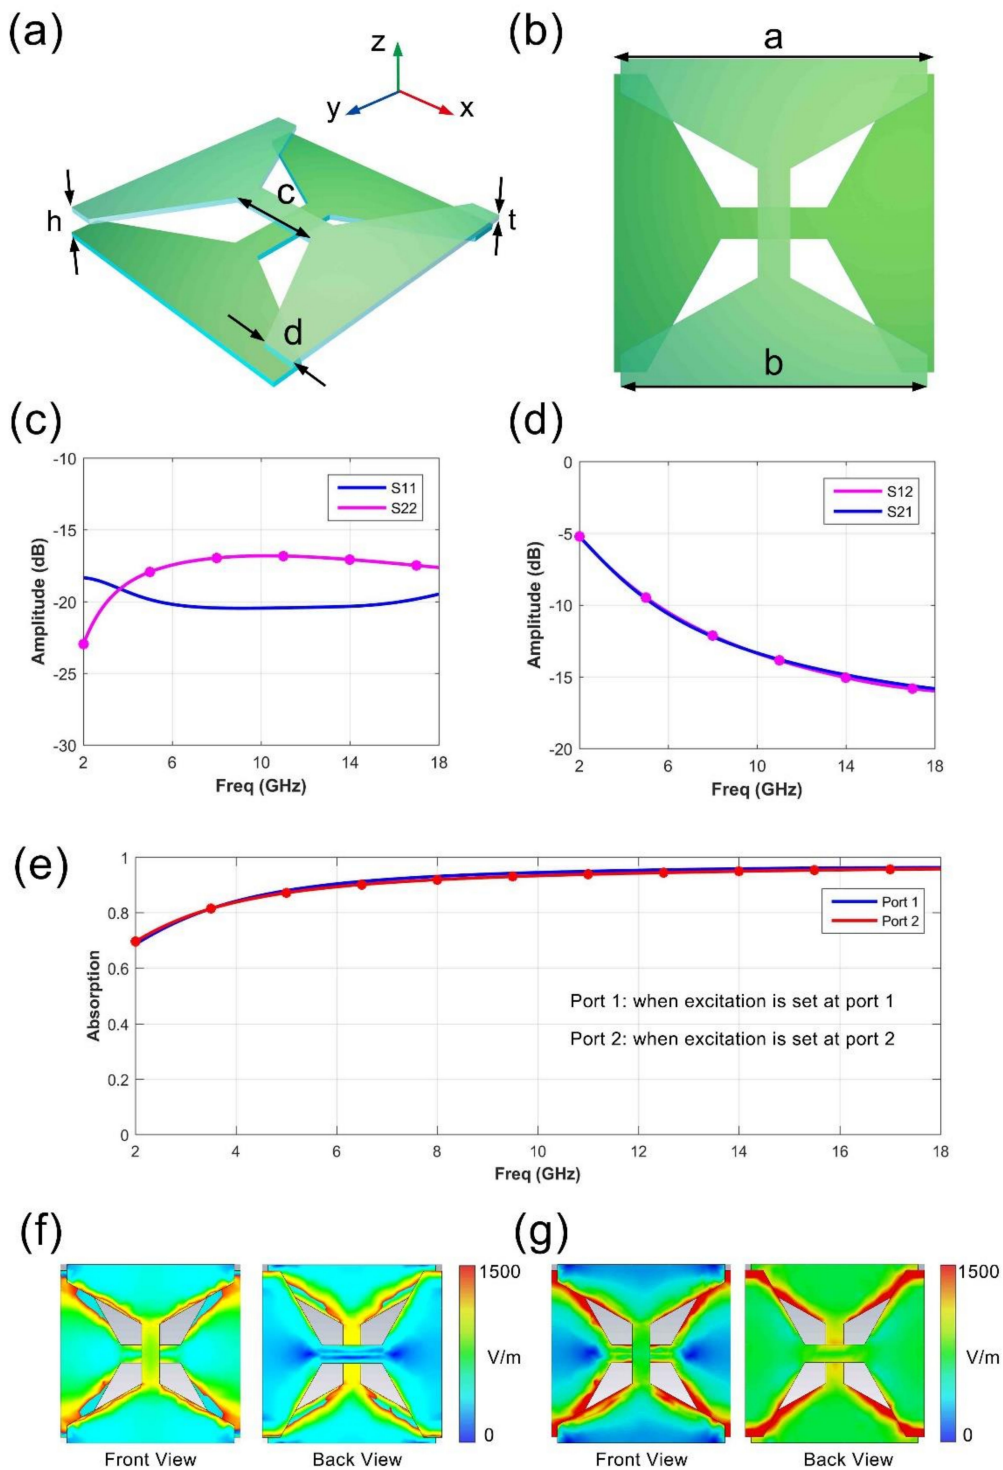 (a)
z
y
x
h
c
t
d
(b)
a
b
(c)
-10
-15
-20
-25
-30
2
6
10
14
18
Amplitude (dB)
Freq (GHz)
S11
S22
(d)
0
-5
-10
-15
-20
2
6
10
14
18
Amplitude (dB)
Freq (GHz)
S12
S21
(e)
1
0.8
0.6
0.4
0.2
0
2
4
6
8
10
12
14
16
18
Absorption
Freq (GHz)
Port 1
Port 2
Port 1: when excitation is set at port 1
Port 2: when excitation is set at port 2
(f)
1500
V/m
0
Front View
Back View
(g)
1500
V/m
0
Front View
Back View